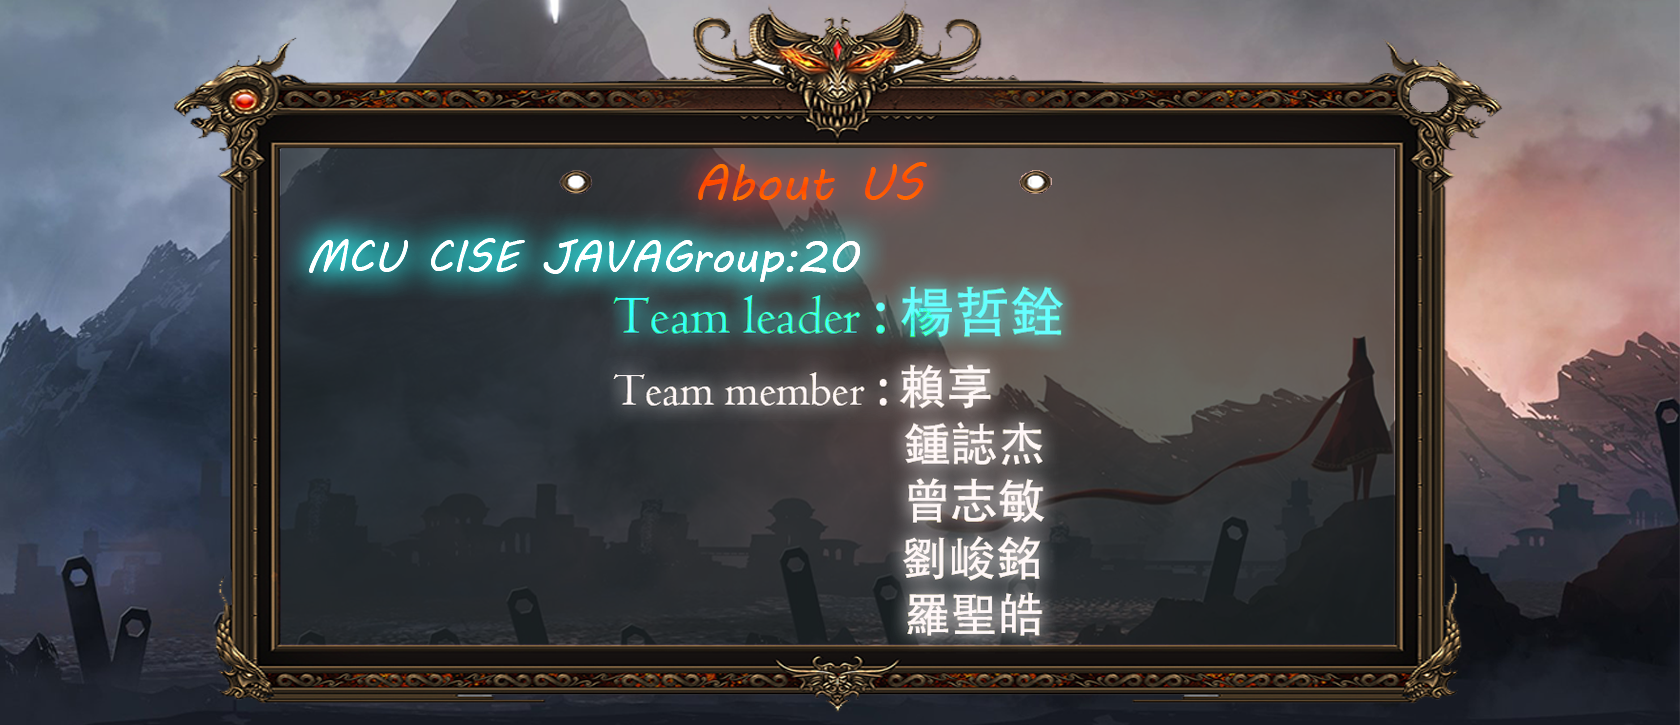 About US
MCU CISE JAVAGroup:20
Team leader：楊哲銓
Team member：賴享
鍾誌杰
曾志敏
劉峻銘
羅聖皓